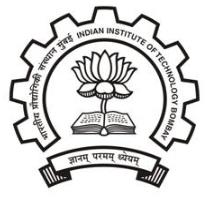 भारतीय प्रौद्योगिकी संस्थान मुंबई
INDIAN INSTITUTE OF TECHNOLOGY BOMBAY
ज्ञानम् परमम् ध्येयम्